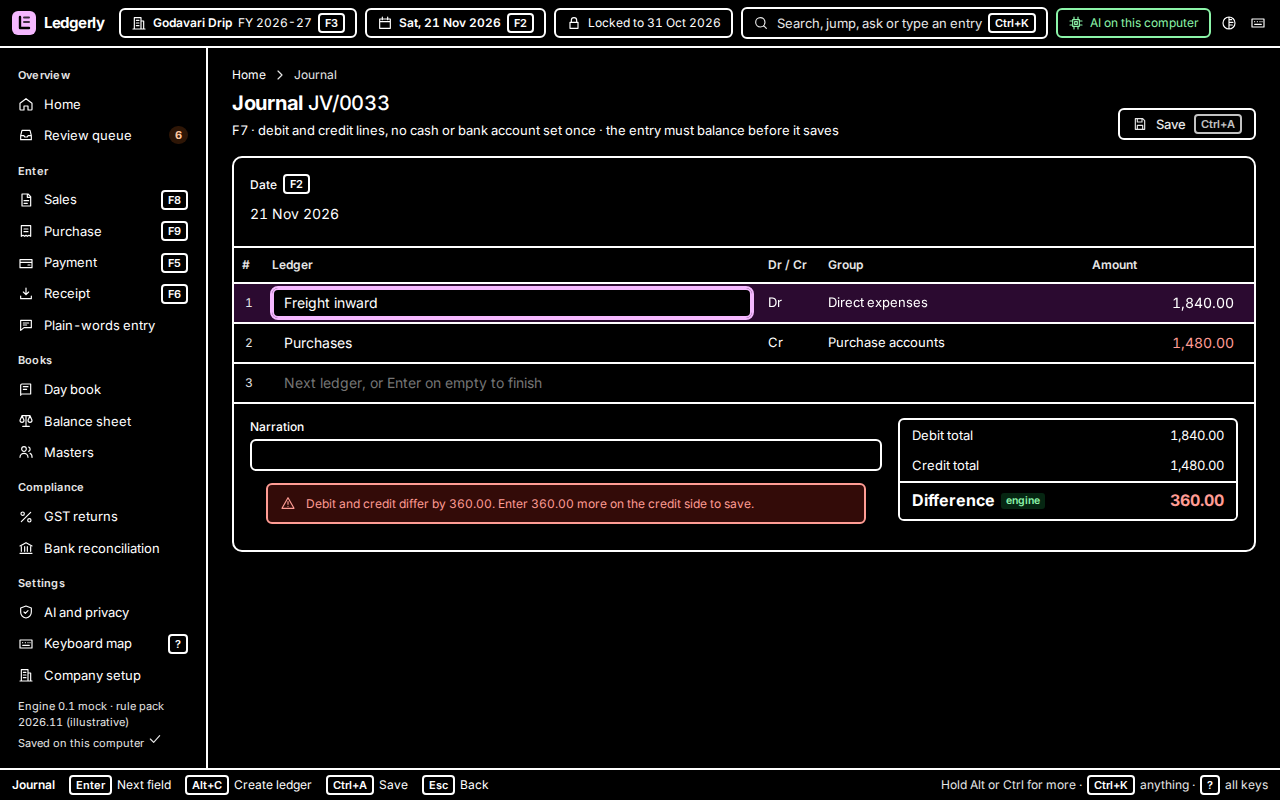 Ledgerly
Godavari Drip FY 2026-27 F3
Sat, 21 Nov 2026 F2
Locked to 31 Oct 2026
Search, jump, ask or type an entry Ctrl+K
AI on this computer
Overview
Home
Review queue 6
Enter
Sales F8
Purchase F9
Payment F5
Receipt F6
Plain-words entry
Books
Day book
Balance sheet
Masters
Compliance
GST returns
Bank reconciliation
Settings
AI and privacy
Keyboard map ?
Company setup
Engine 0.1 mock · rule pack
2026.11 (illustrative)
Saved on this computer
Home Journal
Journal JV/0033
F7 · debit and credit lines, no cash or bank account set once · the entry must balance before it saves
Save Ctrl+A
Date F2
21 Nov 2026
# Ledger Dr / Cr Group Amount
1 Freight inward Dr Direct expenses 1,840.00
2 Purchases Cr Purchase accounts 1,480.00
3 Next ledger, or Enter on empty to finish
Narration
Debit and credit differ by 360.00. Enter 360.00 more on the credit side to save.
Debit total 1,840.00
Credit total 1,480.00
Difference engine 360.00
Journal Enter Next field Alt+C Create ledger Ctrl+A Save Esc Back
Hold Alt or Ctrl for more · Ctrl+K anything · ? all keys